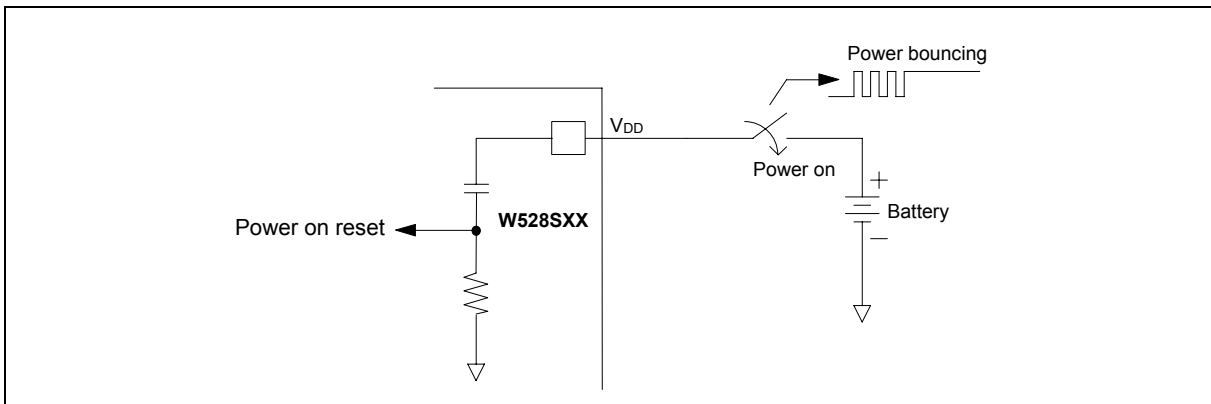 Power bouncing
VDD
Power on
+
Battery
−
W528SXX
Power on reset